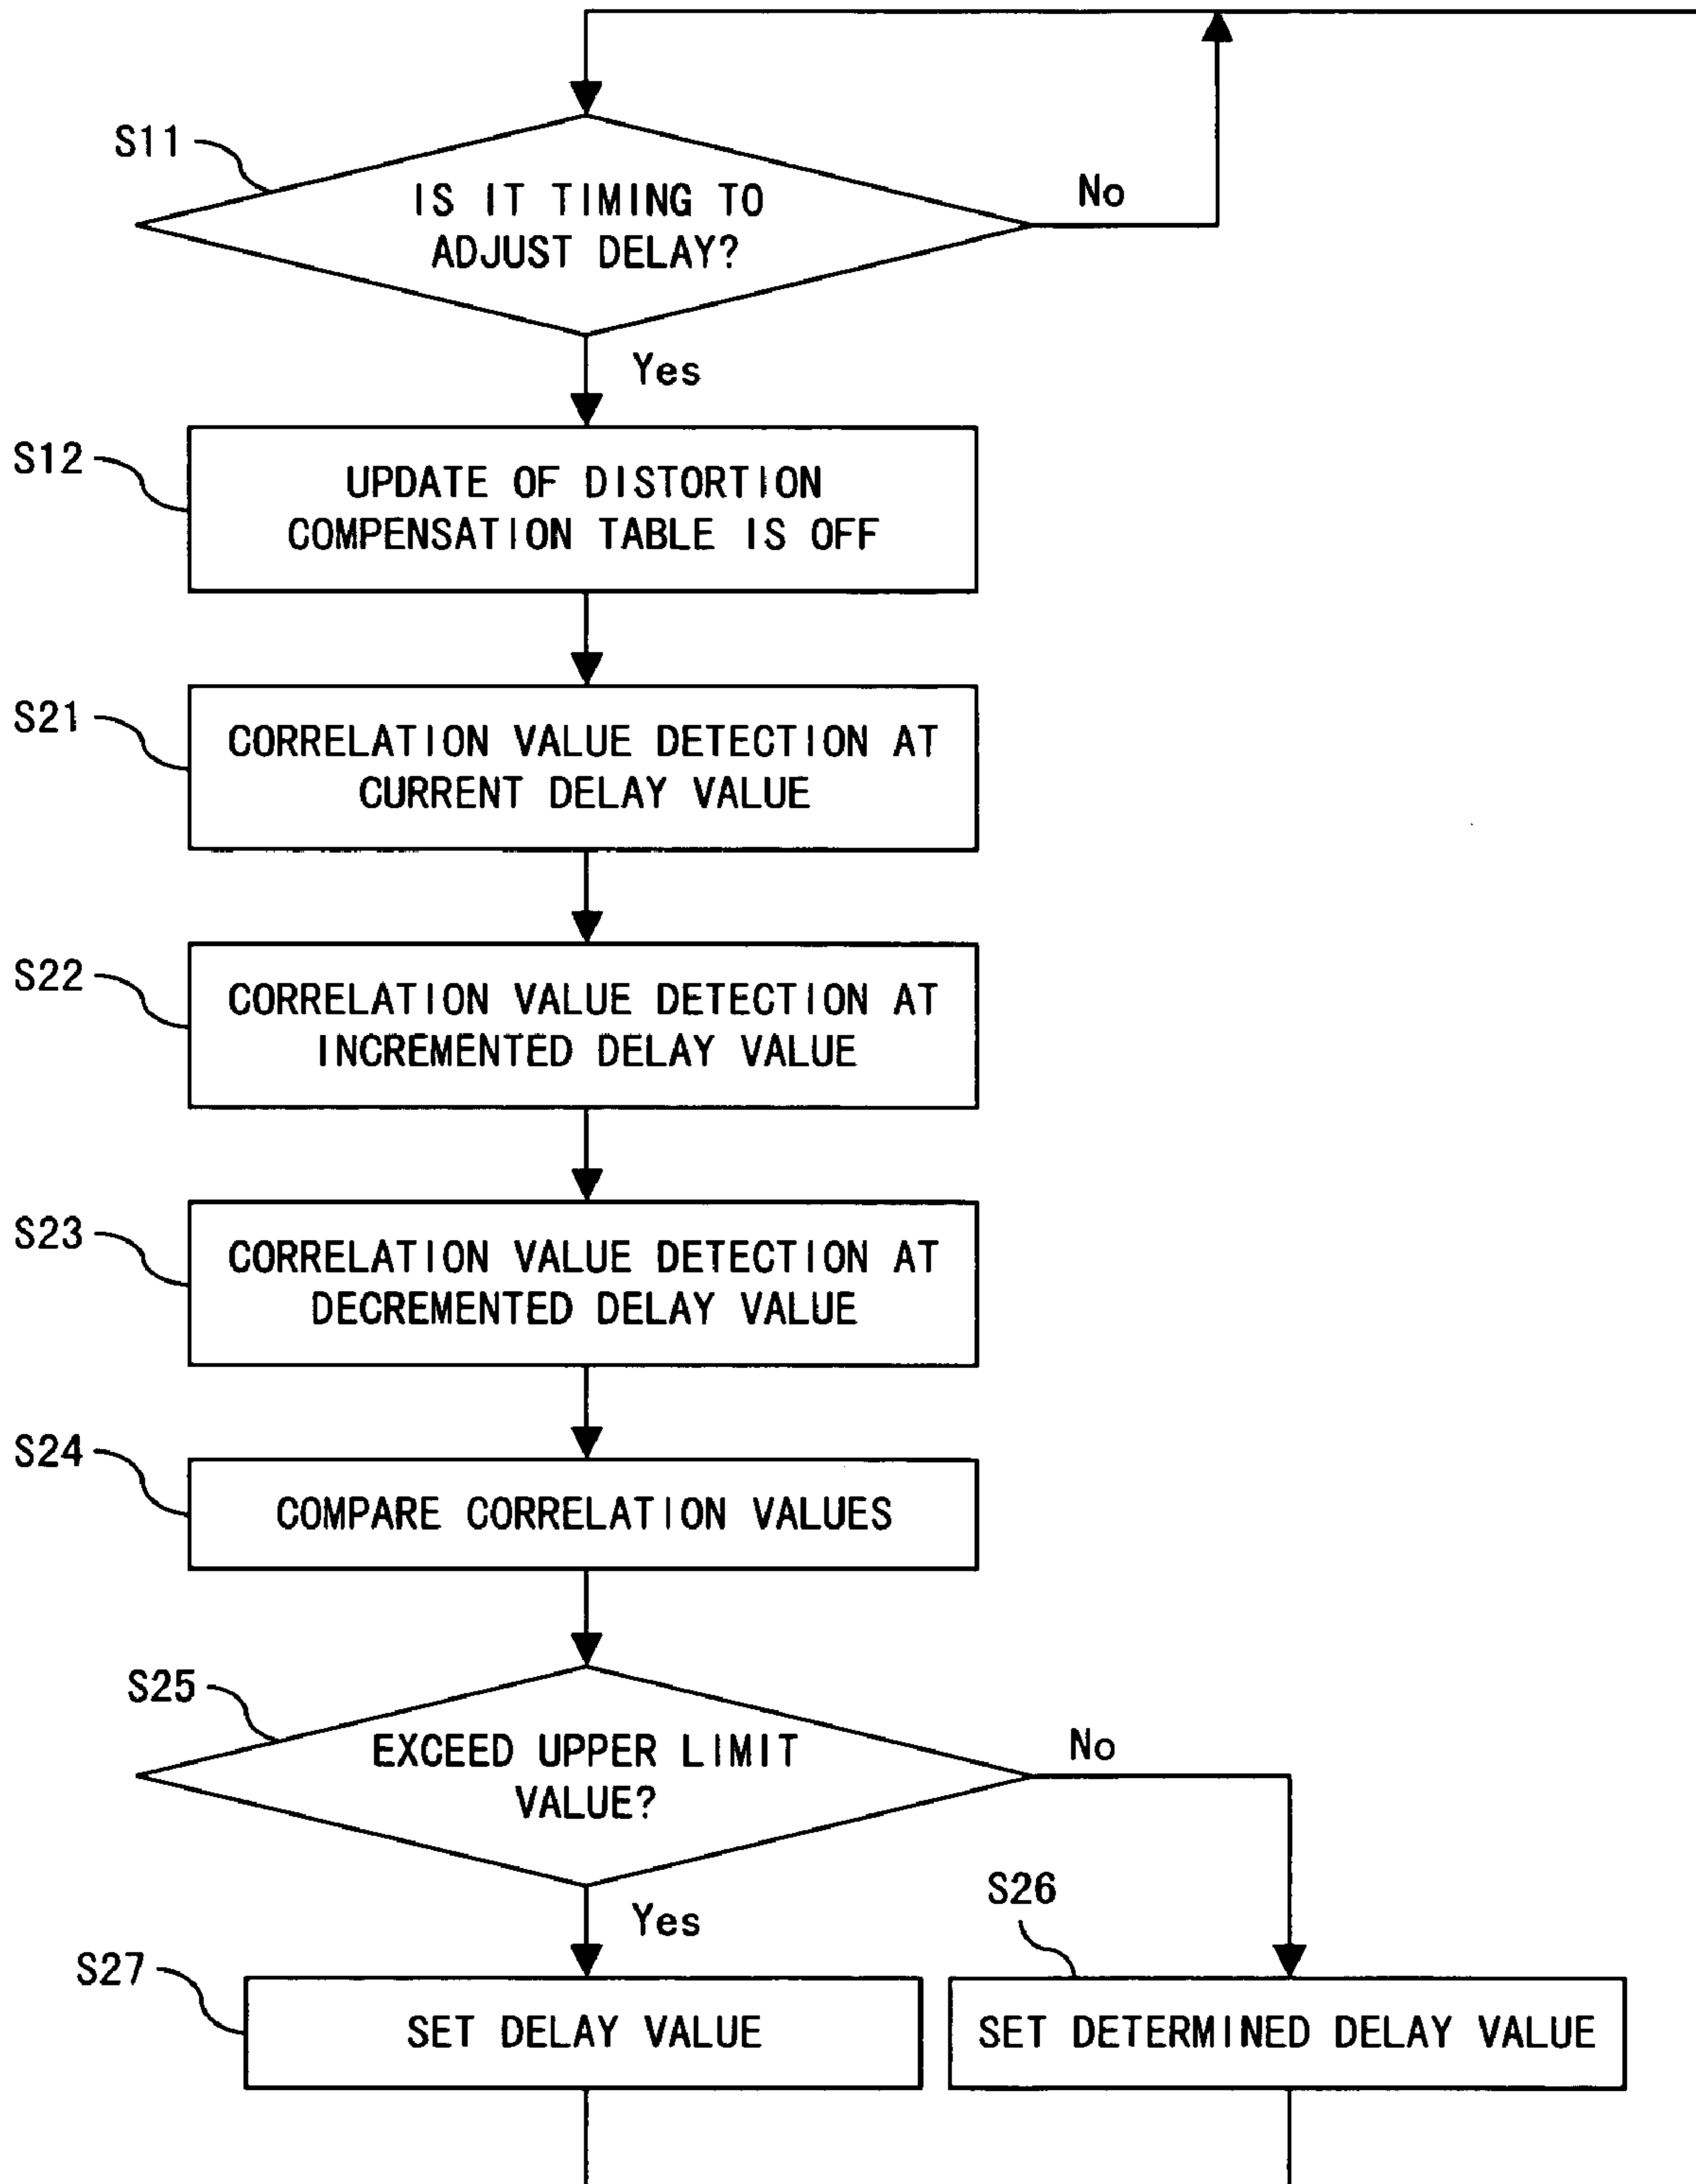 S11
IS IT TIMING TO
ADJUST DELAY?
No
Yes
S12
UPDATE OF DISTORTION
COMPENSATION TABLE IS OFF
S21
CORRELATION VALUE DETECTION AT
CURRENT DELAY VALUE
S22
CORRELATION VALUE DETECTION AT
INCREMENTED DELAY VALUE
S23
CORRELATION VALUE DETECTION AT
DECREMENTED DELAY VALUE
S24
COMPARE CORRELATION VALUES
S25
EXCEED UPPER LIMIT
VALUE?
No
Yes
S26
S27
SET DELAY VALUE
SET DETERMINED DELAY VALUE